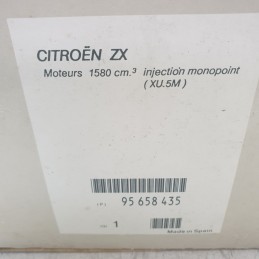 CITROËN ZX
Moteurs 1580 cm.³ injection monopoint
( XU.5M )
(P)
95 658 435
1
Made in Spain